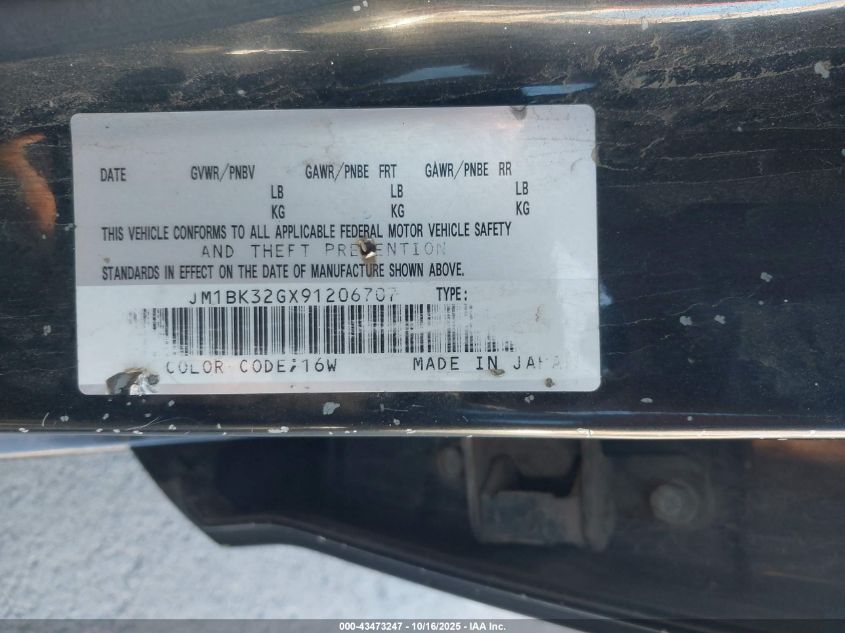 DATE GVWR/PNBV GAWR/PNBE FRT GAWR/PNBE RR
LB LB LB
KG KG KG
THIS VEHICLE CONFORMS TO ALL APPLICABLE FEDERAL MOTOR VEHICLE SAFETY
AND THEFT PREVENTION
STANDARDS IN EFFECT ON THE DATE OF MANUFACTURE SHOWN ABOVE.
JM1BK32GX91206707 TYPE:
COLOR CODE;16W MADE IN JAPAN
000-43473247 - 10/16/2025 - IAA Inc.